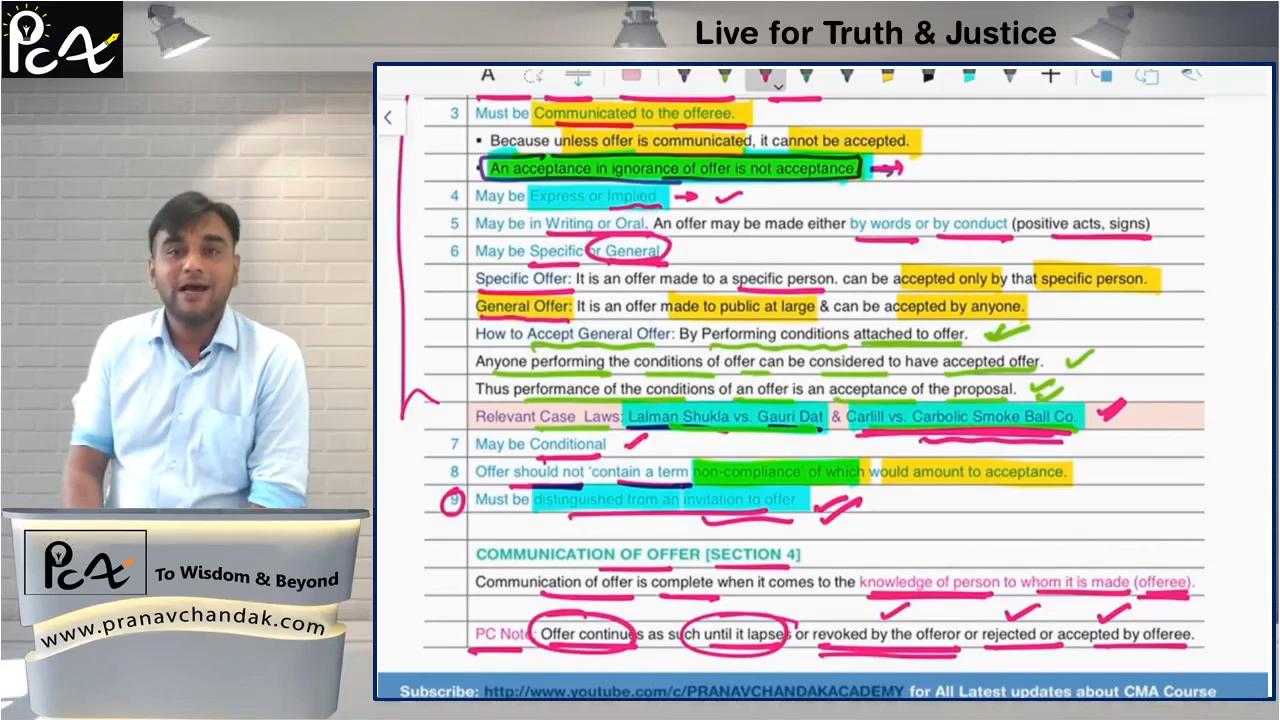 PCA
Live for Truth & Justice
A
3 Must be Communicated to the offeree.
▪ Because unless offer is communicated, it cannot be accepted.
▪ An acceptance in ignorance of offer is not acceptance.
4 May be Express or Implied
5 May be in Writing or Oral. An offer may be made either by words or by conduct (positive acts, signs)
6 May be Specific or General
Specific Offer: It is an offer made to a specific person. can be accepted only by that specific person.
General Offer: It is an offer made to public at large & can be accepted by anyone.
How to Accept General Offer: By Performing conditions attached to offer.
Anyone performing the conditions of offer can be considered to have accepted offer.
Thus performance of the conditions of an offer is an acceptance of the proposal.
Relevant Case Laws: Lalman Shukla vs. Gauri Dat & Carlill vs. Carbolic Smoke Ball Co.
7 May be Conditional
8 Offer should not 'contain a term non-compliance' of which would amount to acceptance.
9 Must be distinguished from an invitation to offer
COMMUNICATION OF OFFER [SECTION 4]
Communication of offer is complete when it comes to the knowledge of person to whom it is made (offeree).
PC Note: Offer continues as such until it lapses or revoked by the offeror or rejected or accepted by offeree.
PCA To Wisdom & Beyond
www.pranavchandak.com
Subscribe: http://www.youtube.com/c/PRANAVCHANDAKACADEMY for All Latest updates about CMA Course